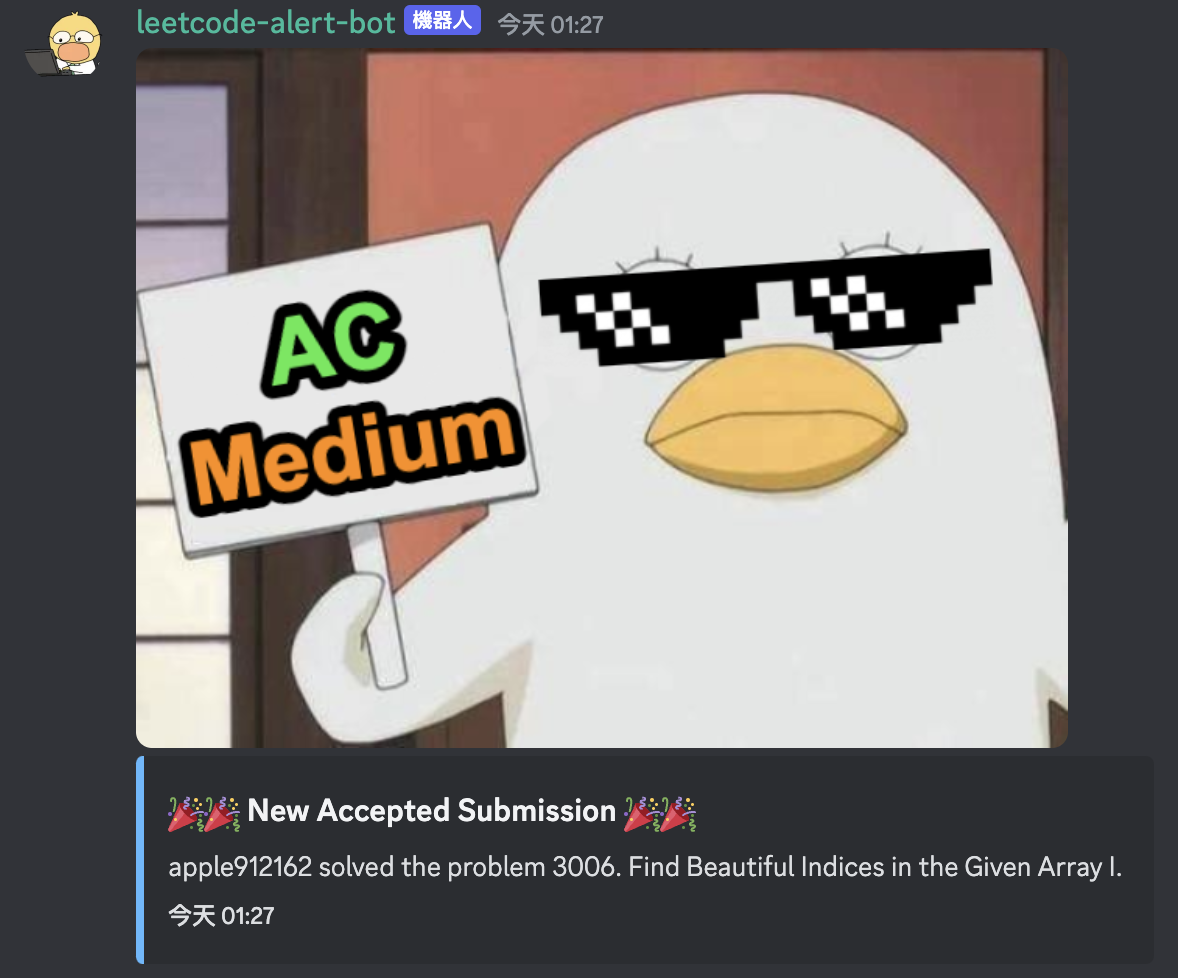 leetcode-alert-bot 機器人 今天 01:27
AC
Medium
🎉🎉 New Accepted Submission 🎉🎉
apple912162 solved the problem 3006. Find Beautiful Indices in the Given Array I.
今天 01:27